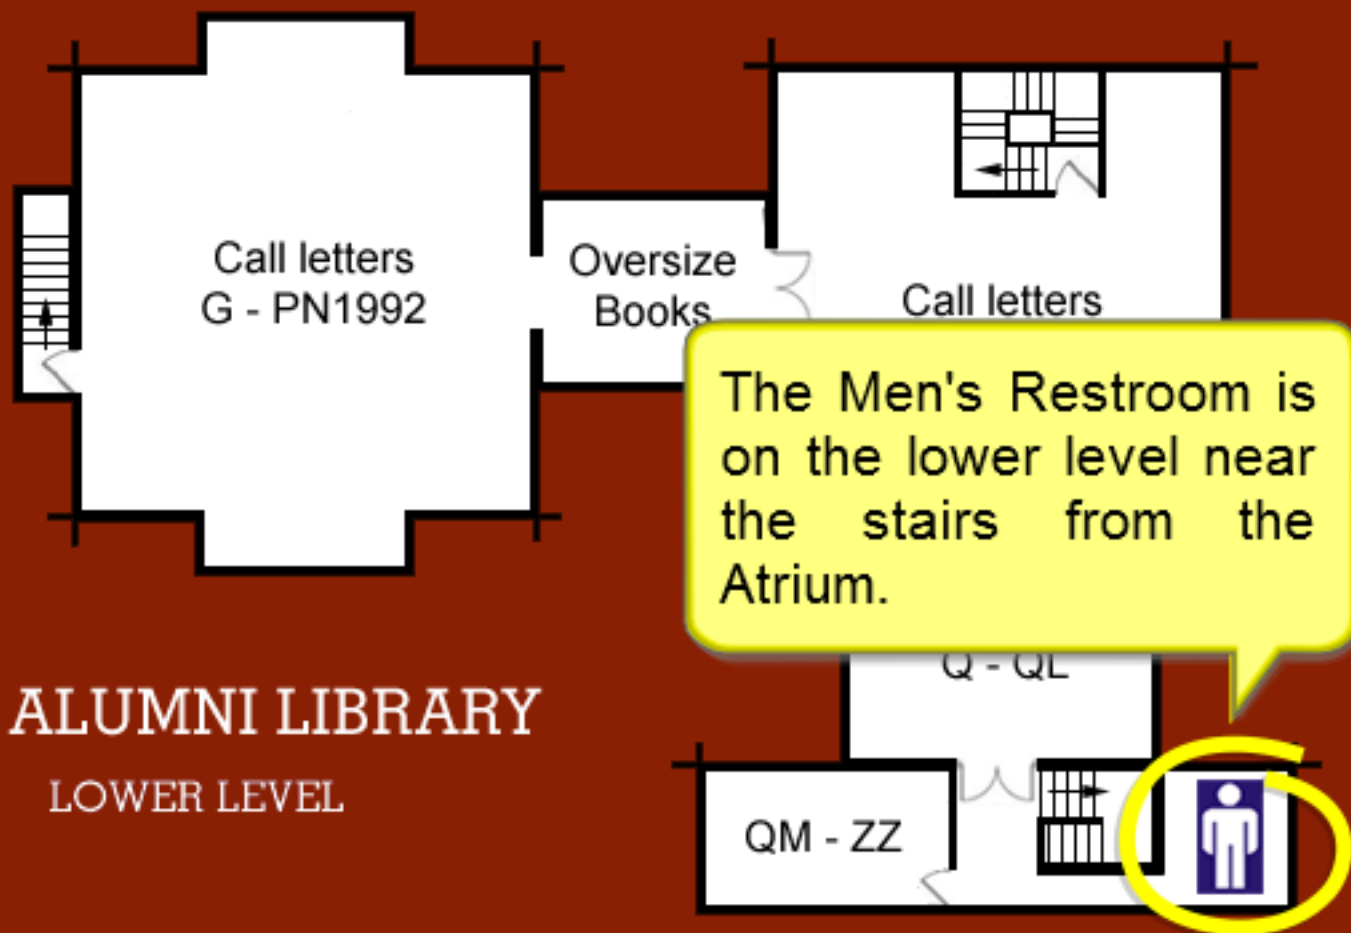 Call letters
G - PN1992
Oversize
Books
Call letters
The Men's Restroom is
on the lower level near
the stairs from the
Atrium.
Q - QL
ALUMNI LIBRARY
LOWER LEVEL
QM - ZZ